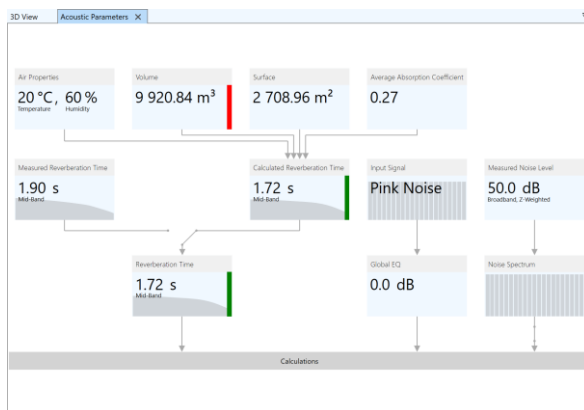 3D View Acoustic Parameters ✕
Air Properties Volume Surface Average Absorption Coefficient
20 °C, 60 % 9 920.84 m³ 2 708.96 m² 0.27
Temperature Humidity
Measured Reverberation Time Calculated Reverberation Time Input Signal Measured Noise Level
1.90 s 1.72 s Pink Noise 50.0 dB
Mid-Band Mid-Band Broadband, Z-Weighted
Reverberation Time Global EQ Noise Spectrum
1.72 s 0.0 dB
Mid-Band
Calculations